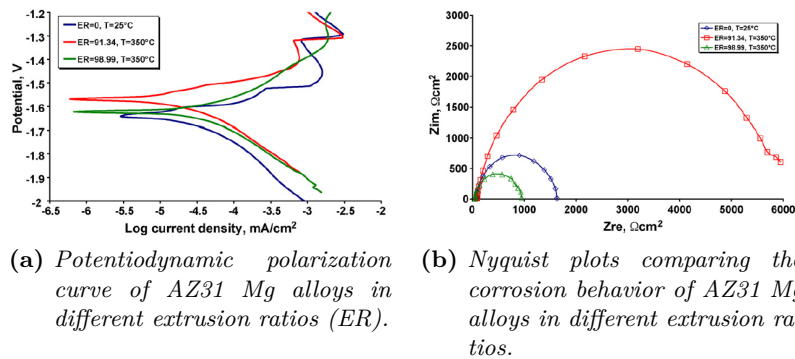 -1.2
-1.3
-1.4
-1.5
-1.6
-1.7
-1.8
-1.9
-2
Potential, V
ER=0, T=25°C
ER=91.34, T=350°C
ER=98.99, T=350°C
-6.5 -6 -5.5 -5 -4.5 -4 -3.5 -3 -2.5 -2
Log current density, mA/cm²
3000
2500
2000
1500
1000
500
0
Zim, Ωcm2
ER=0, T=25°C
ER=91.34, T=350°C
ER=98.99, T=350°C
0 1000 2000 3000 4000 5000 6000
Zre, Ωcm2
(a) Potentiodynamic polarization
curve of AZ31 Mg alloys in
different extrusion ratios (ER).
(b) Nyquist plots comparing the
corrosion behavior of AZ31 Mg
alloys in different extrusion ra-
tios.